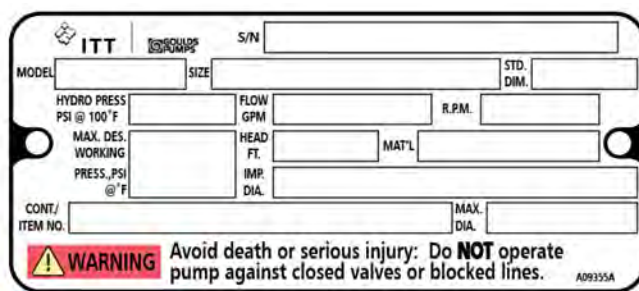 ITT GOULDS PUMPS S/N
MODEL SIZE STD. DIM.
HYDRO PRESS PSI @ 100°F FLOW GPM R.P.M.
MAX. DES. WORKING PRESS.,PSI @°F HEAD FT. MAT'L
IMP. DIA.
CONT./ ITEM NO. MAX. DIA.
WARNING Avoid death or serious injury: Do NOT operate
pump against closed valves or blocked lines. A09355A